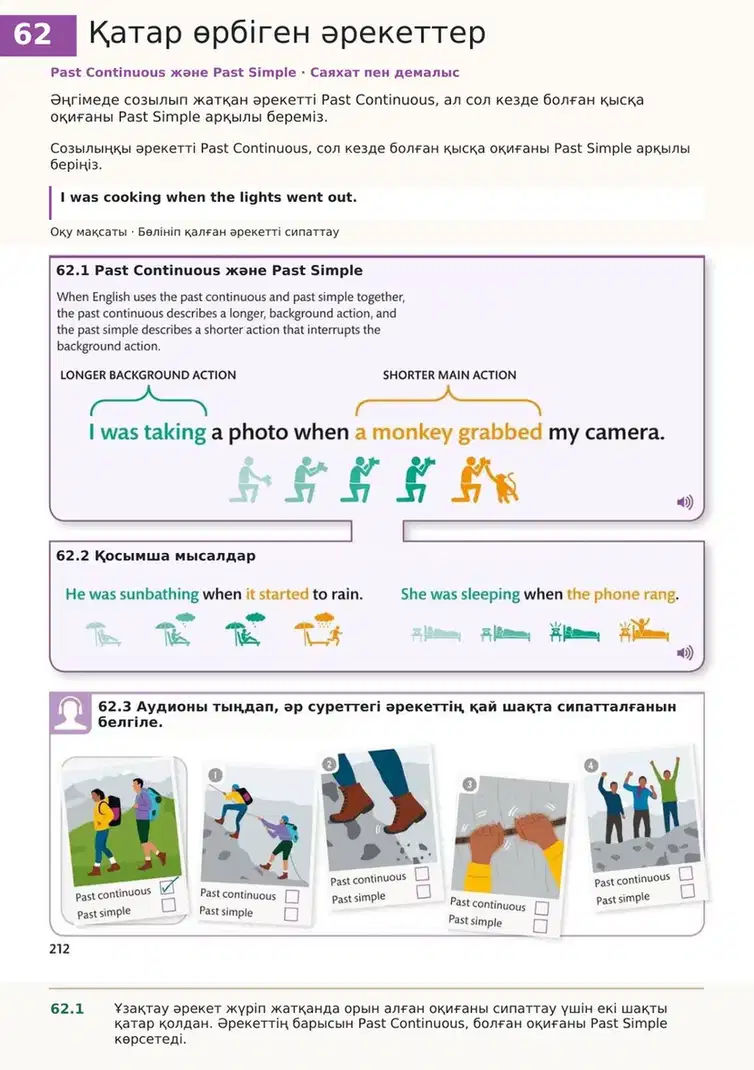 62
Қатар өрбіген әрекеттер
Past Continuous және Past Simple · Саяхат пен демалыс
Әңгімеде созылып жатқан әрекетті Past Continuous, ал сол кезде болған қысқа
оқиғаны Past Simple арқылы береміз.
Созылыңқы әрекетті Past Continuous, сол кезде болған қысқа оқиғаны Past Simple арқылы
беріңіз.
I was cooking when the lights went out.
Оқу мақсаты · Бөлініп қалған әрекетті сипаттау
62.1 Past Continuous және Past Simple
When English uses the past continuous and past simple together,
the past continuous describes a longer, background action, and
the past simple describes a shorter action that interrupts the
background action.
LONGER BACKGROUND ACTION
SHORTER MAIN ACTION
I was taking a photo when a monkey grabbed my camera.
62.2 Қосымша мысалдар
He was sunbathing when it started to rain.
She was sleeping when the phone rang.
62.3 Аудионы тыңдап, әр суреттегі әрекеттің қай шақта сипатталғанын
белгіле.
Past continuous
Past simple
1
Past continuous
Past simple
2
Past continuous
Past simple
3
Past continuous
Past simple
4
Past continuous
Past simple
212
62.1 Ұзақтау әрекет жүріп жатқанда орын алған оқиғаны сипаттау үшін екі шақты
қатар қолдан. Әрекеттің барысын Past Continuous, болған оқиғаны Past Simple
көрсетеді.